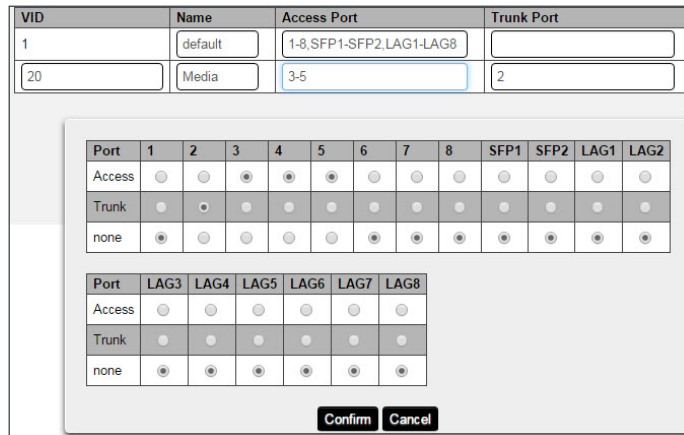 VID Name Access Port Trunk Port
1 default 1-8,SFP1-SFP2,LAG1-LAG8
20 Media 3-5 2
Port 1 2 3 4 5 6 7 8 SFP1 SFP2 LAG1 LAG2
Access
Trunk
none
Port LAG3 LAG4 LAG5 LAG6 LAG7 LAG8
Access
Trunk
none
Confirm Cancel